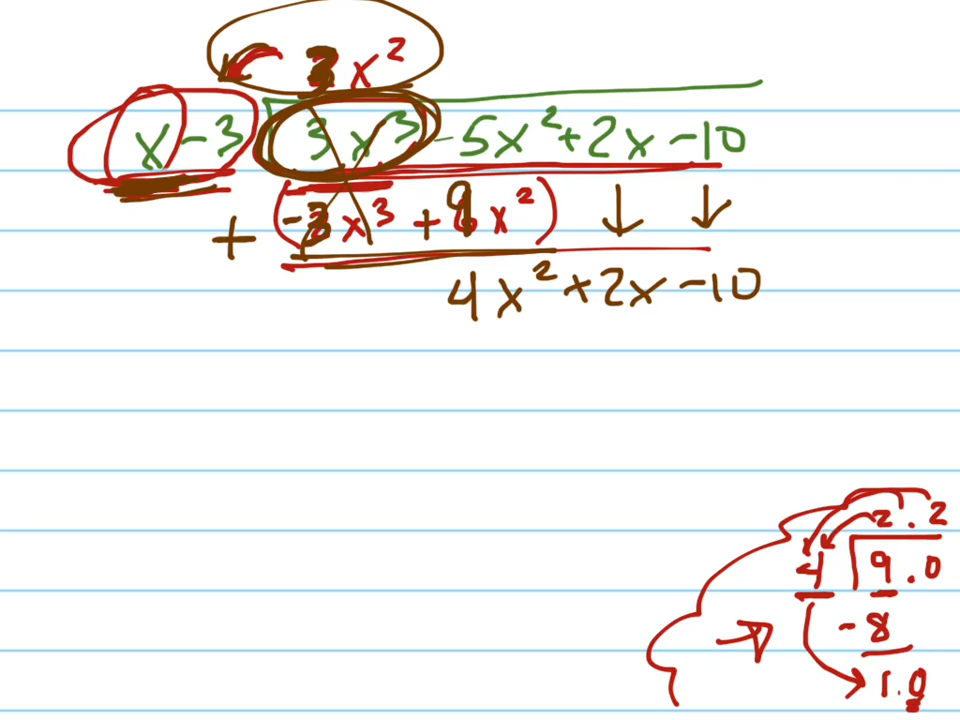 3x²
x - 3 3x³ - 5x² + 2x - 10
+ (-3x³ + 9x²)
4x² + 2x - 10
2.2
4 9.0
- 8
1.0